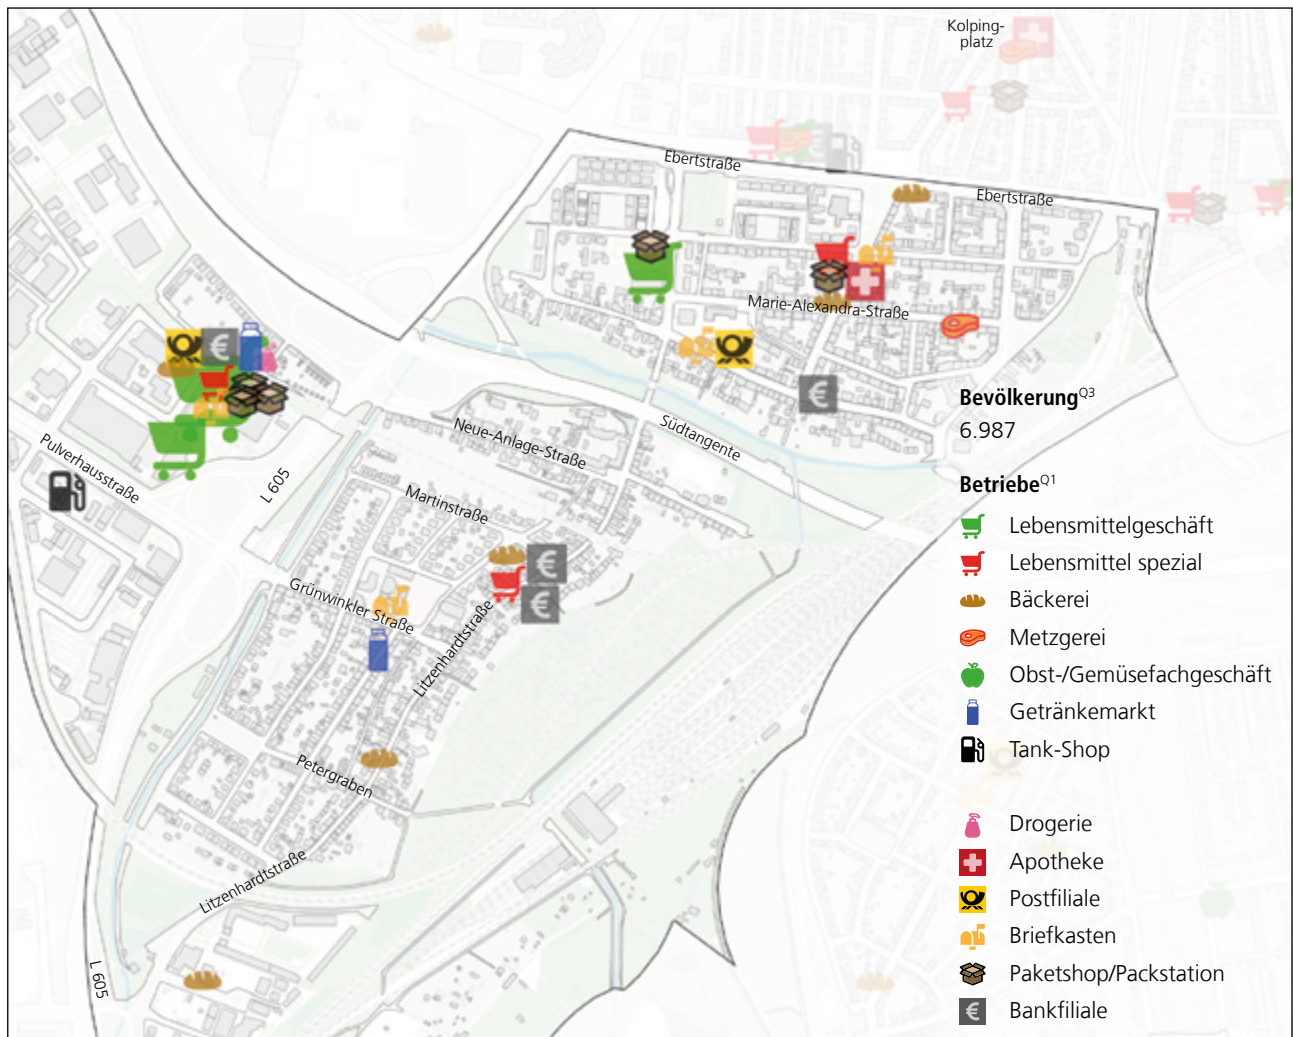 Kolping-
platz
Ebertstraße
Ebertstraße
Marie-Alexandra-Straße
Südtangente
Neue-Anlage-Straße
Martinstraße
Pulverhausstraße
L 605
Grünwinkler Straße
Litzenhardtstraße
Petergraben
Litzenhardtstraße
L 605
Bevölkerung Q3
6.987
Betriebe Q1
Lebensmittelgeschäft
Lebensmittel spezial
Bäckerei
Metzgerei
Obst-/Gemüsefachgeschäft
Getränkemarkt
Tank-Shop
Drogerie
Apotheke
Postfiliale
Briefkasten
Paketshop/Packstation
Bankfiliale